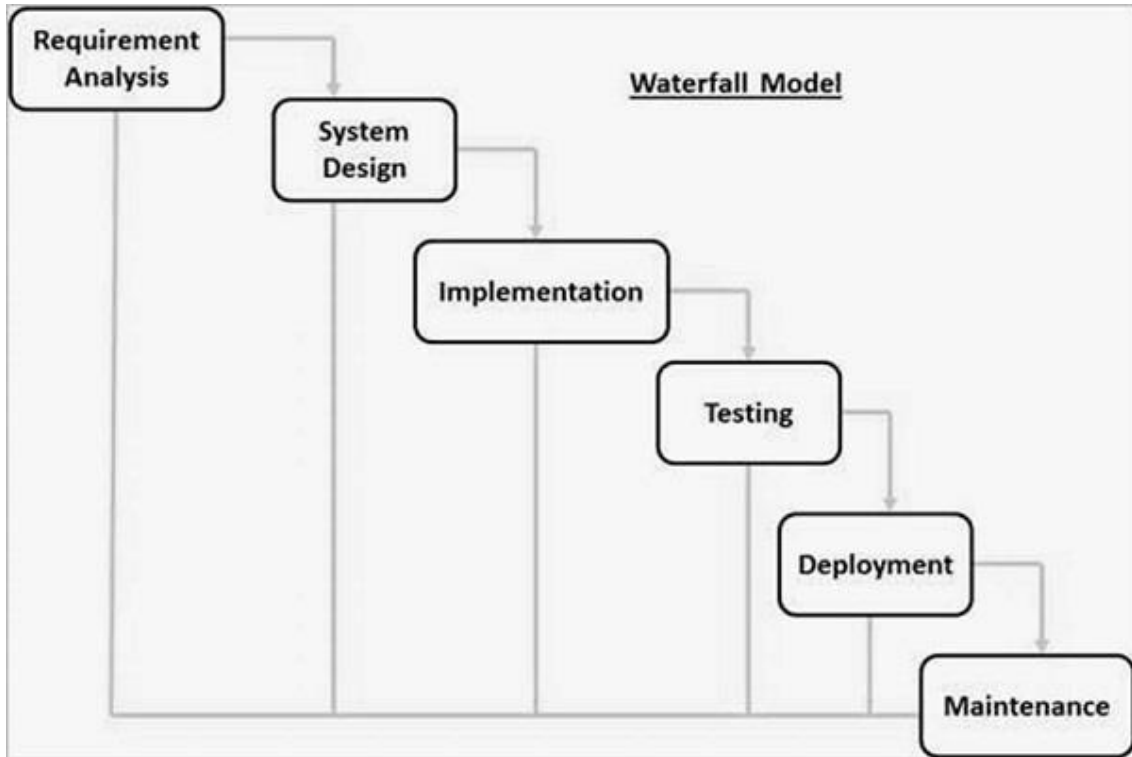 Requirement
Analysis
Waterfall Model
System
Design
Implementation
Testing
Deployment
Maintenance